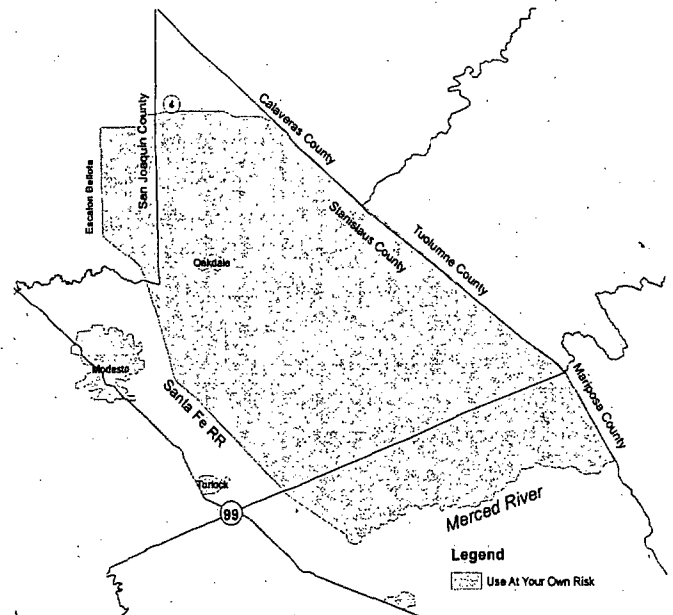 4
Calaveras County
San Joaquin County
Escalon Bellota
Stanislaus County
Tuolumne County
Oakdale
Modesto
Santa Fe RR
Mariposa County
Turlock
99
Merced River
Legend
Use At Your Own Risk